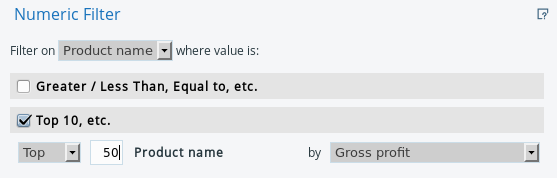 Numeric Filter
Filter on Product name where value is:
Greater / Less Than, Equal to, etc.
Top 10, etc.
Top 50 Product name by Gross profit